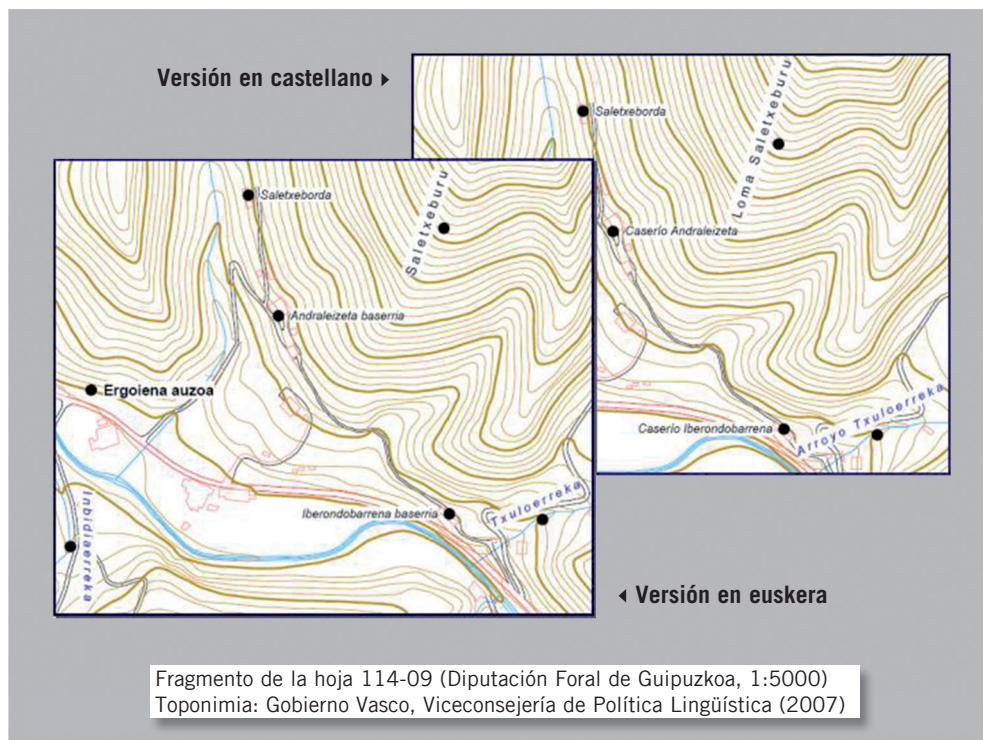 Versión en castellano
Saletxeborda
Loma Saletxeburu
Caserío Andraleizeta
Caserío Iberondobarrena
Arroyo Txuloerreka
Saletxeborda
Saletxeburu
Andraleizeta baserria
Ergoiena auzoa
Iberondobarrena baserria
Txuloerreka
Inbidiaerreka
Versión en euskera
Fragmento de la hoja 114-09 (Diputación Foral de Guipuzkoa, 1:5000)
Toponimia: Gobierno Vasco, Viceconsejería de Política Lingüística (2007)